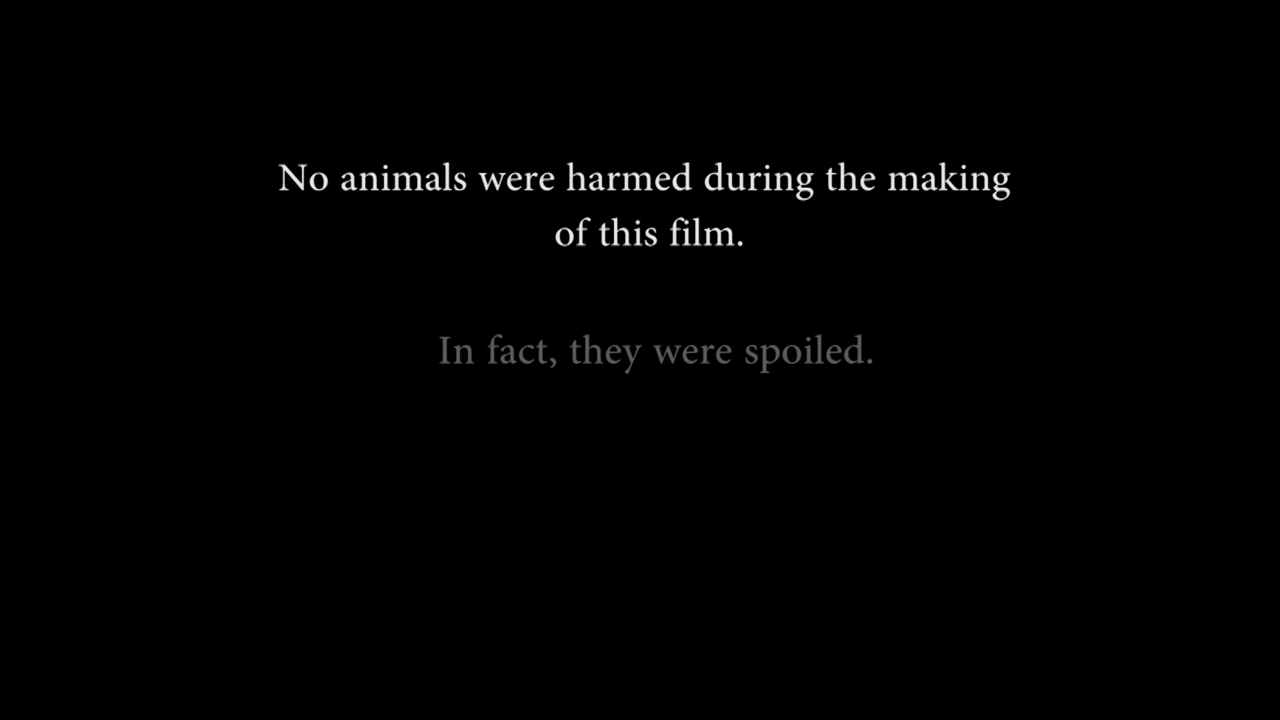 No animals were harmed during the making
of this film.
In fact, they were spoiled.